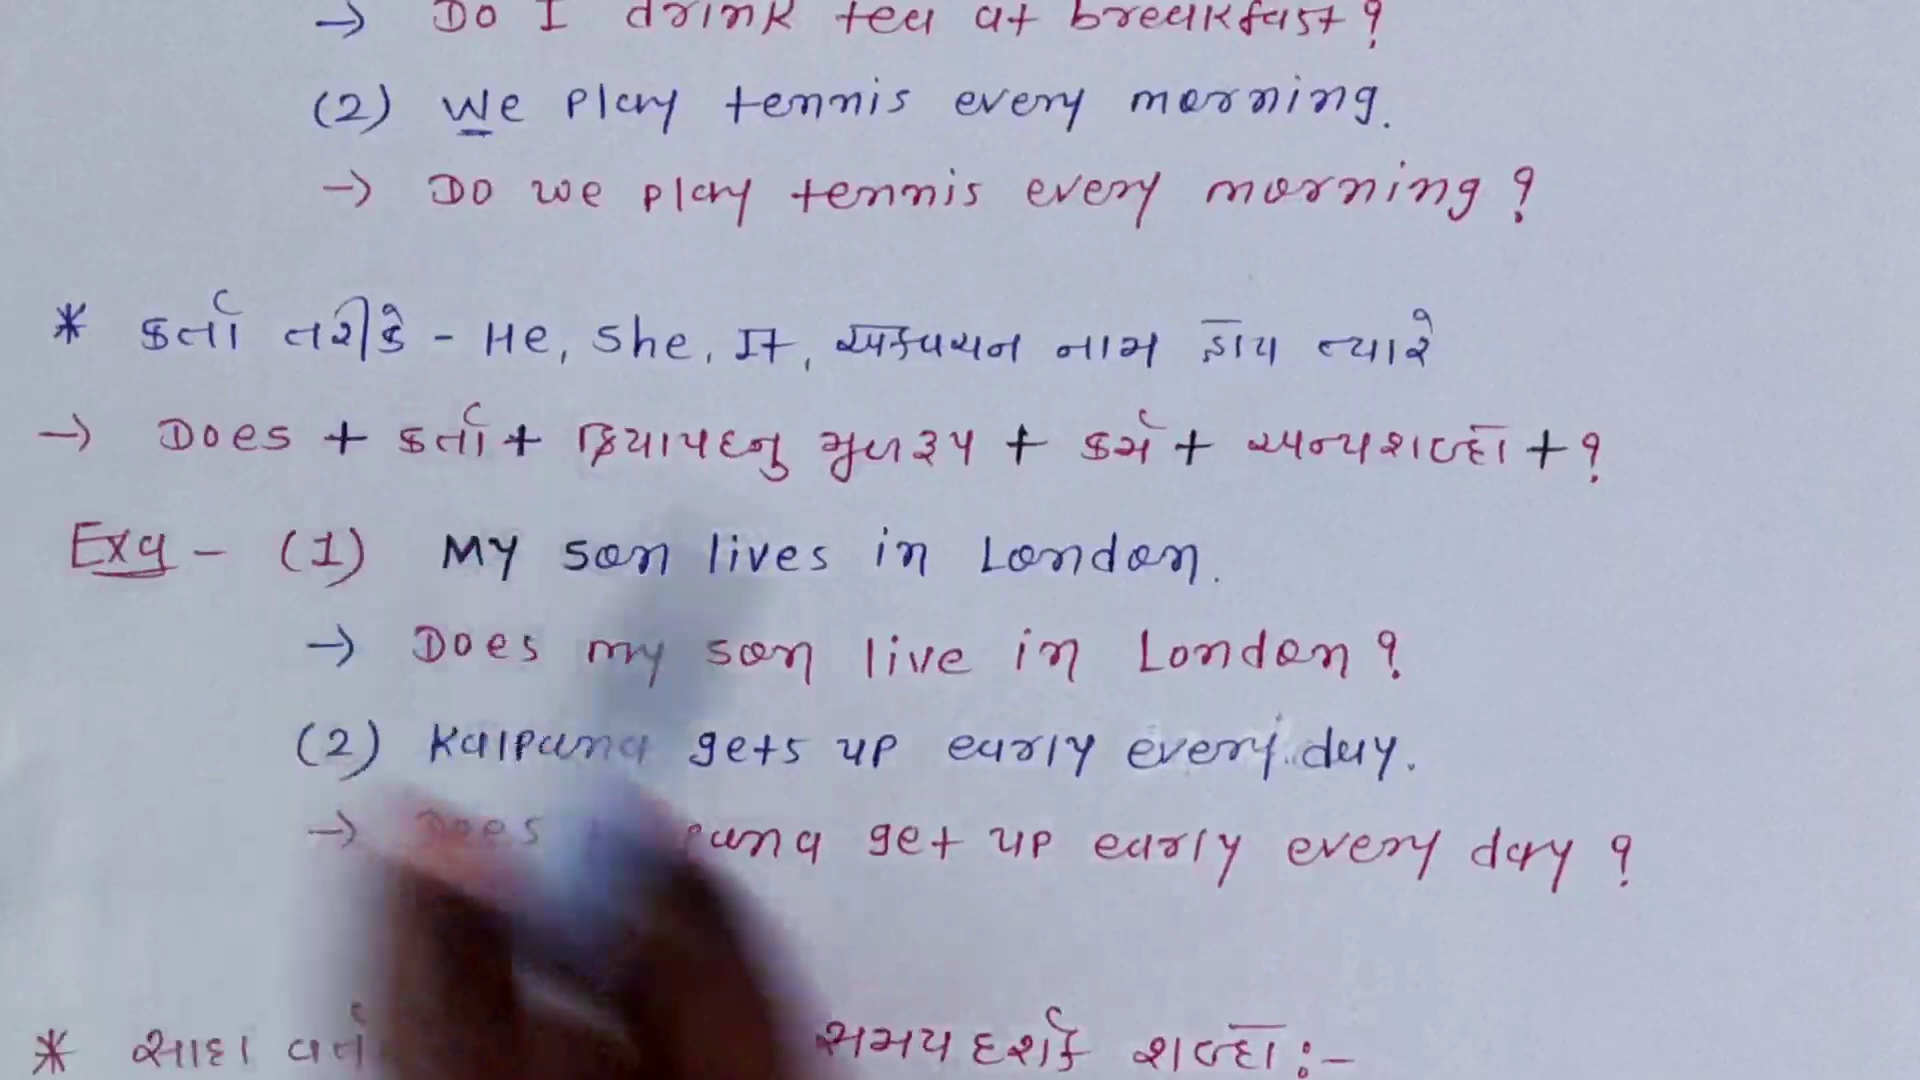 → Do I drink tea at breakfast?
(2) We play tennis every morning.
→ Do we play tennis every morning?
* કર્તા તરીકે - He, She, It, એકવચન નામ હોય ત્યારે
→ Does + કર્તા + ક્રિયાપદનુ મુળરૂપ + કર્મ + અન્યશબ્દો + ?
Exa - (1) My son lives in London.
→ Does my son live in London?
(2) Kalpana gets up early every day.
→ Does get up early every day?
* સાદા સમય દર્શક શબ્દો :-